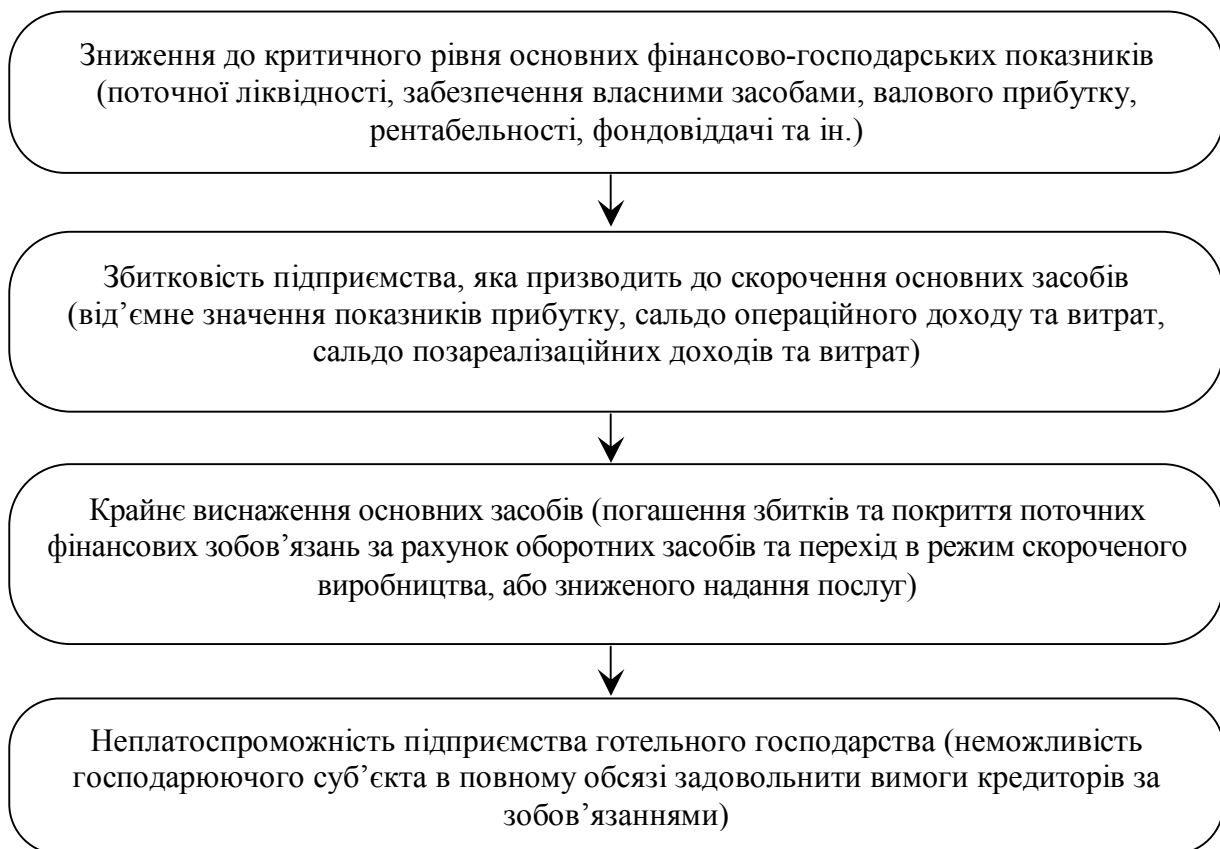 Зниження до критичного рівня основних фінансово-господарських показників
(поточної ліквідності, забезпечення власними засобами, валового прибутку,
рентабельності, фондовіддачі та ін.)
Збитковість підприємства, яка призводить до скорочення основних засобів
(від’ємне значення показників прибутку, сальдо операційного доходу та витрат,
сальдо позареалізаційних доходів та витрат)
Крайнє виснаження основних засобів (погашення збитків та покриття поточних
фінансових зобов’язань за рахунок оборотних засобів та перехід в режим скороченого
виробництва, або зниженого надання послуг)
Неплатоспроможність підприємства готельного господарства (неможливість
господарюючого суб’єкта в повному обсязі задовольнити вимоги кредиторів за
зобов’язаннями)